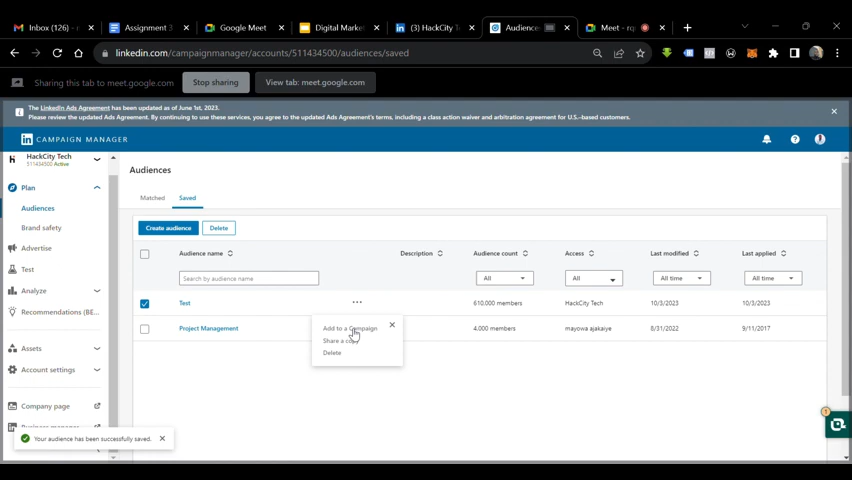 Inbox (126)
Assignment 3
Google Meet
Digital Market
(3) HackCity T
Audience
Meet - rq
linkedin.com/campaignmanager/accounts/511434500/audiences/saved
Sharing this tab to meet.google.com
Stop sharing
View tab: meet.google.com
The LinkedIn Ads Agreement has been updated as of June 1st. 2023.
Please review the updated Ads Agreement. By continuing to use these services, you agree to the updated Ads Agreement's terms, including a class action waiver and arbitration agreement for U.S.-based customers.
in CAMPAIGN MANAGER
HackCity Tech
511434500 Active
Plan
Audiences
Brand safety
Advertise
Test
Analyze
Recommendations (BE...
Assets
Account settings
Company page
Business manager
Audiences
Matched
Saved
Create audience
Delete
Audience name
Description
Audience count
Access
Last modified
Last applied
Search by audience name
All
All
All time
All time
Test
...
610,000 members
HackCity Tech
10/3/2023
10/3/2023
Project Management
4,000 members
mayowa ajakaiye
8/31/2022
9/11/2017
Add to a Campaign
Share a copy
Delete
Your audience has been successfully saved.